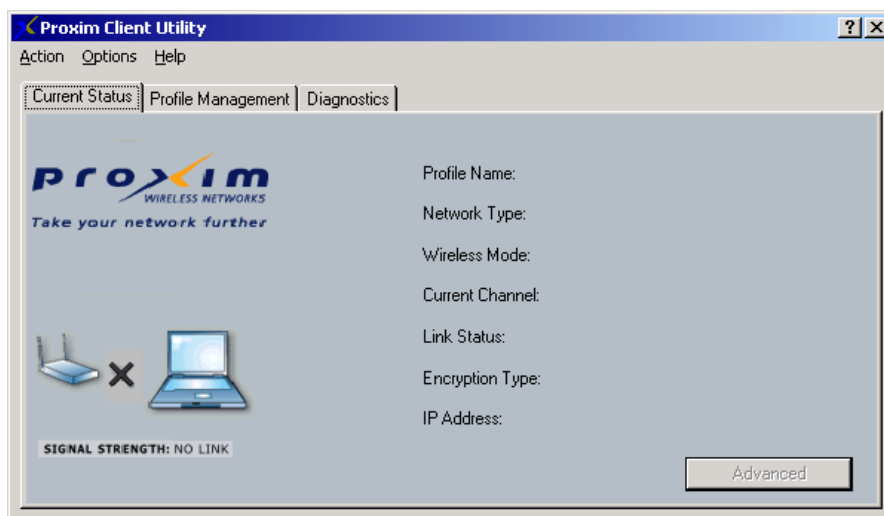 Proxim Client Utility
Action Options Help
Current Status Profile Management Diagnostics
proxim
WIRELESS NETWORKS
Take your network further
Profile Name:
Network Type:
Wireless Mode:
Current Channel:
Link Status:
Encryption Type:
IP Address:
SIGNAL STRENGTH: NO LINK
Advanced